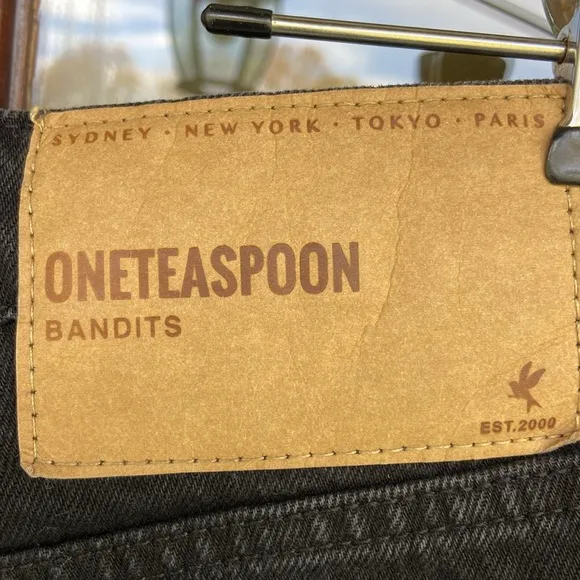 SYDNEY · NEW YORK · TOKYO · PARIS
ONETEASPOON
BANDITS
EST.2000